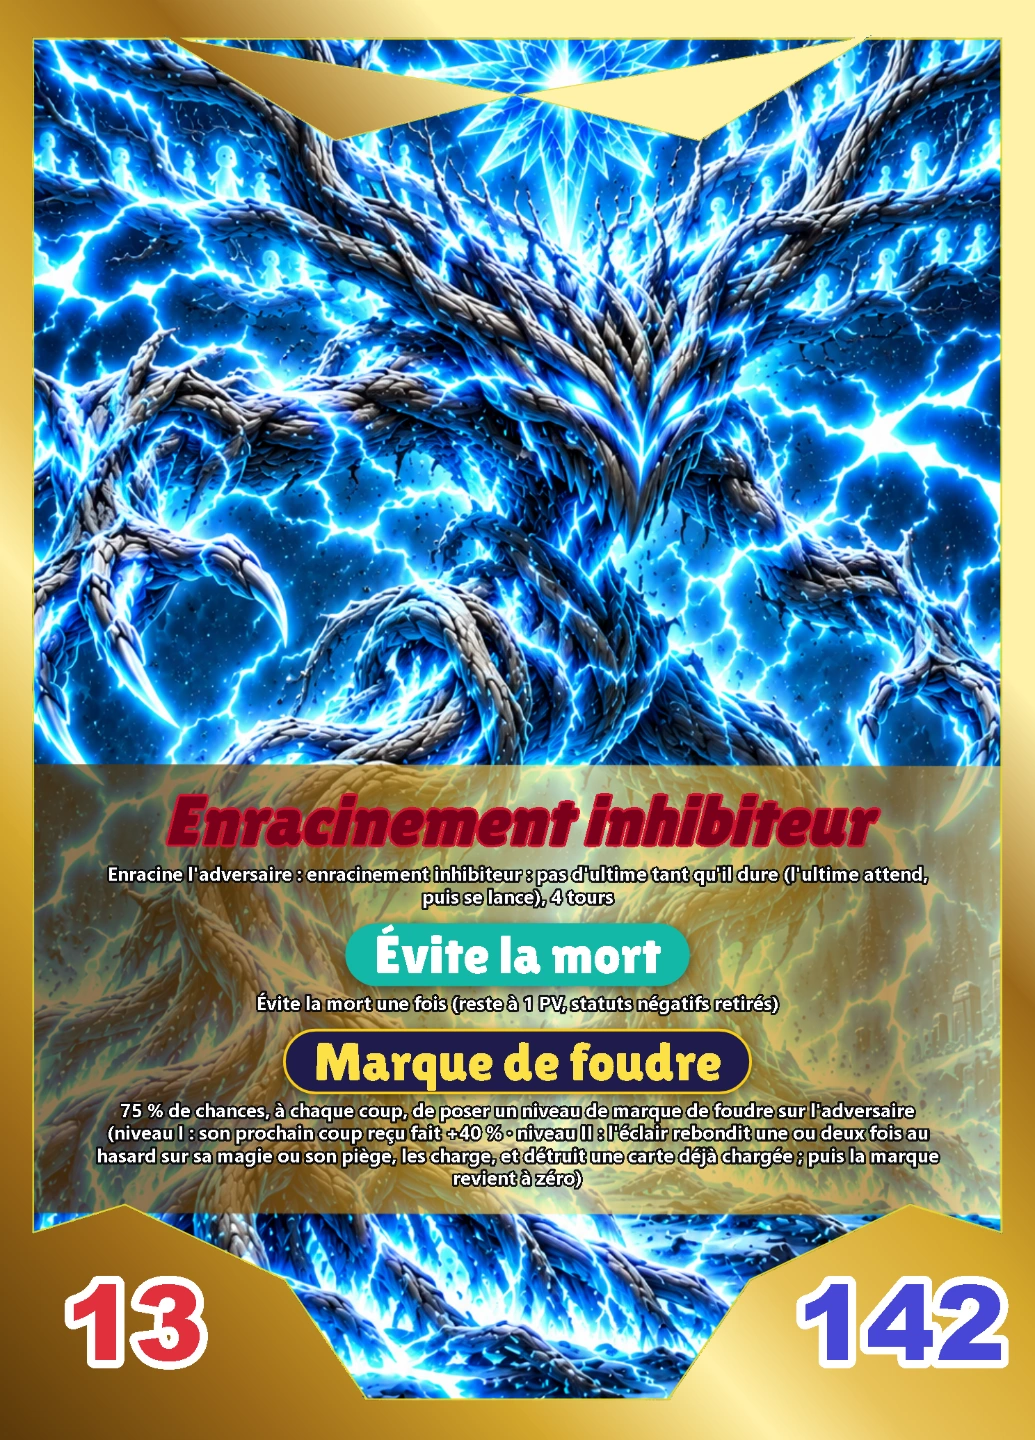 Enracinement inhibiteur
Enracine l'adversaire : enracinement inhibiteur : pas d'ultime tant qu'il dure (l'ultime attend,
puis se lance), 4 tours
Évite la mort
Évite la mort une fois (reste à 1 PV, statuts négatifs retirés)
Marque de foudre
75 % de chances, à chaque coup, de poser un niveau de marque de foudre sur l'adversaire
(niveau I : son prochain coup reçu fait +40 % · niveau II : l'éclair rebondit une ou deux fois au
hasard sur sa magie ou son piège, les charge, et détruit une carte déjà chargée ; puis la marque
revient à zéro)
13
142